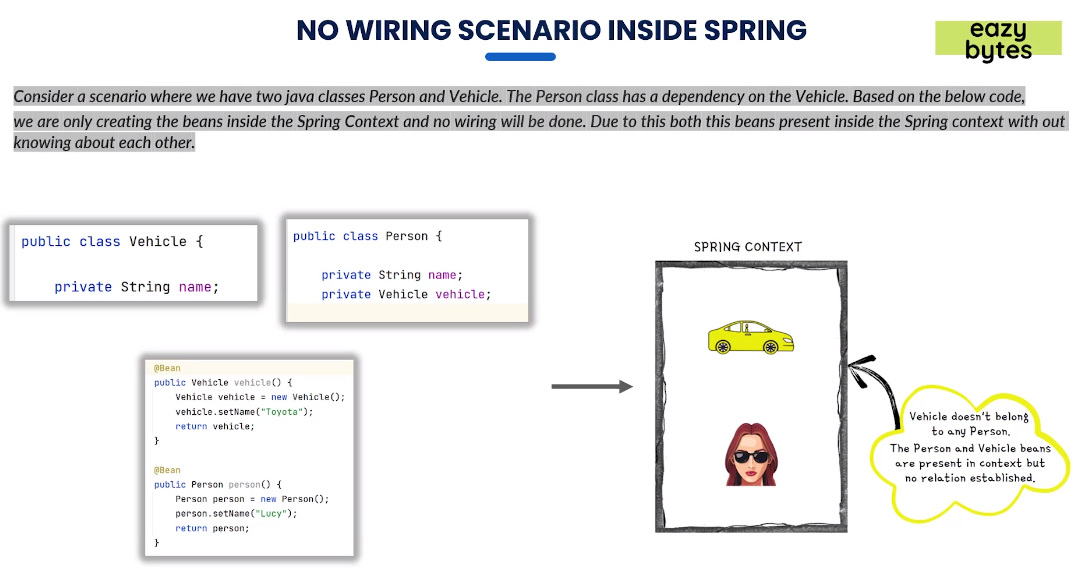 NO WIRING SCENARIO INSIDE SPRING
eazy
bytes
Consider a scenario where we have two java classes Person and Vehicle. The Person class has a dependency on the Vehicle. Based on the below code,
we are only creating the beans inside the Spring Context and no wiring will be done. Due to this both this beans present inside the Spring context with out
knowing about each other.
public class Vehicle {
private String name;
public class Person {
private String name;
private Vehicle vehicle;
@Bean
public Vehicle vehicle() {
Vehicle vehicle = new Vehicle();
vehicle.setName("Toyota");
return vehicle;
}
@Bean
public Person person() {
Person person = new Person();
person.setName("Lucy");
return person;
}
SPRING CONTEXT
Vehicle doesn't belong
to any Person.
The Person and Vehicle beans
are present in context but
no relation established.